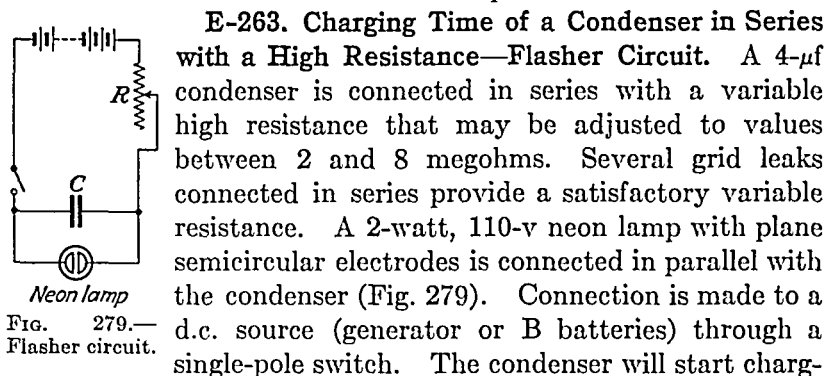 E-263. Charging Time of a Condenser in Series
with a High Resistance—Flasher Circuit. A 4-μf
condenser is connected in series with a variable
high resistance that may be adjusted to values
between 2 and 8 megohms. Several grid leaks
connected in series provide a satisfactory variable
resistance. A 2-watt, 110-v neon lamp with plane
semicircular electrodes is connected in parallel with
the condenser (Fig. 279). Connection is made to a
d.c. source (generator or B batteries) through a
single-pole switch. The condenser will start charg-
R
C
Neon lamp
FIG. 279.—
Flasher circuit.